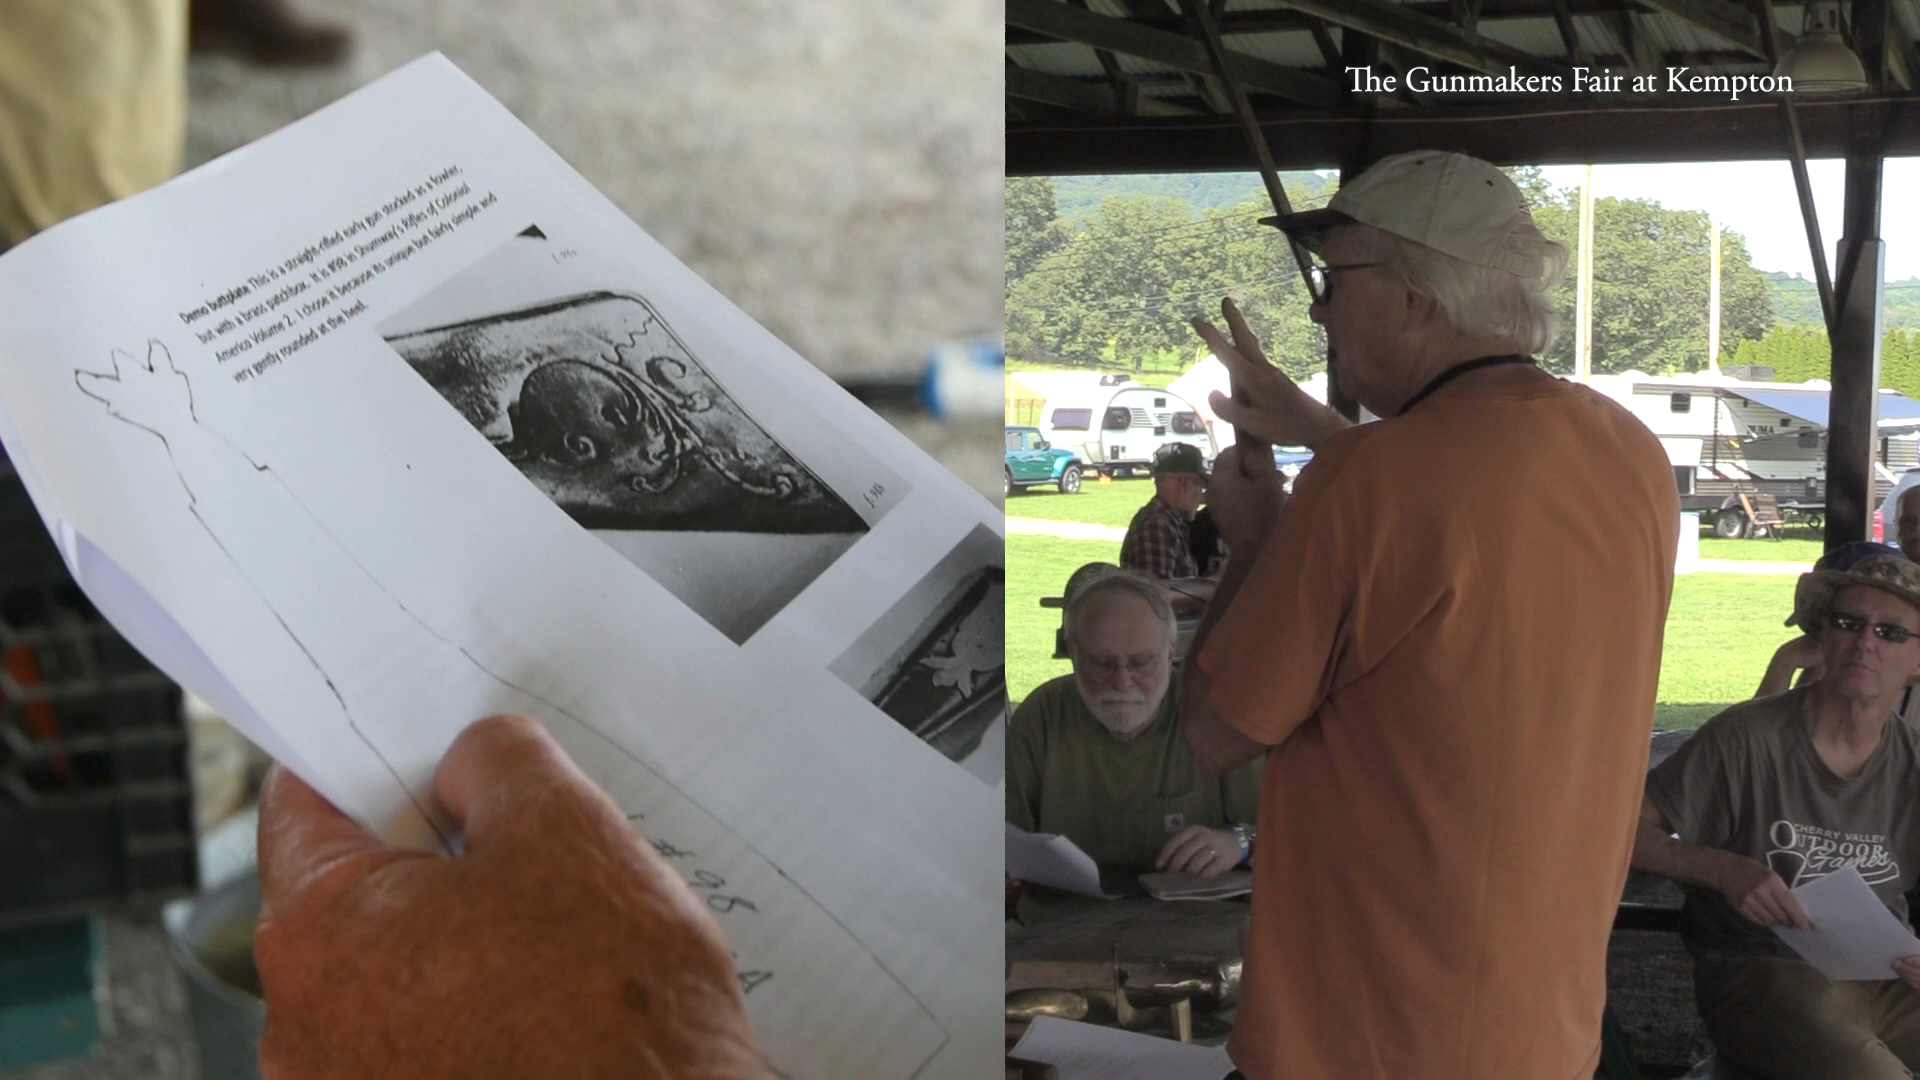 The Gunmakers Fair at Kempton
Demo buttplate This is a straight-rifled early gun stocked as a fowler,
but with a brass patchbox. It is #98 in Shumway's Rifles of Colonial
America Volume 2. I chose it because its unique but fairly simple and
very gently rounded at the heel.
f. 98b
#98
CHERRY VALLEY
OUTDOOR
Games